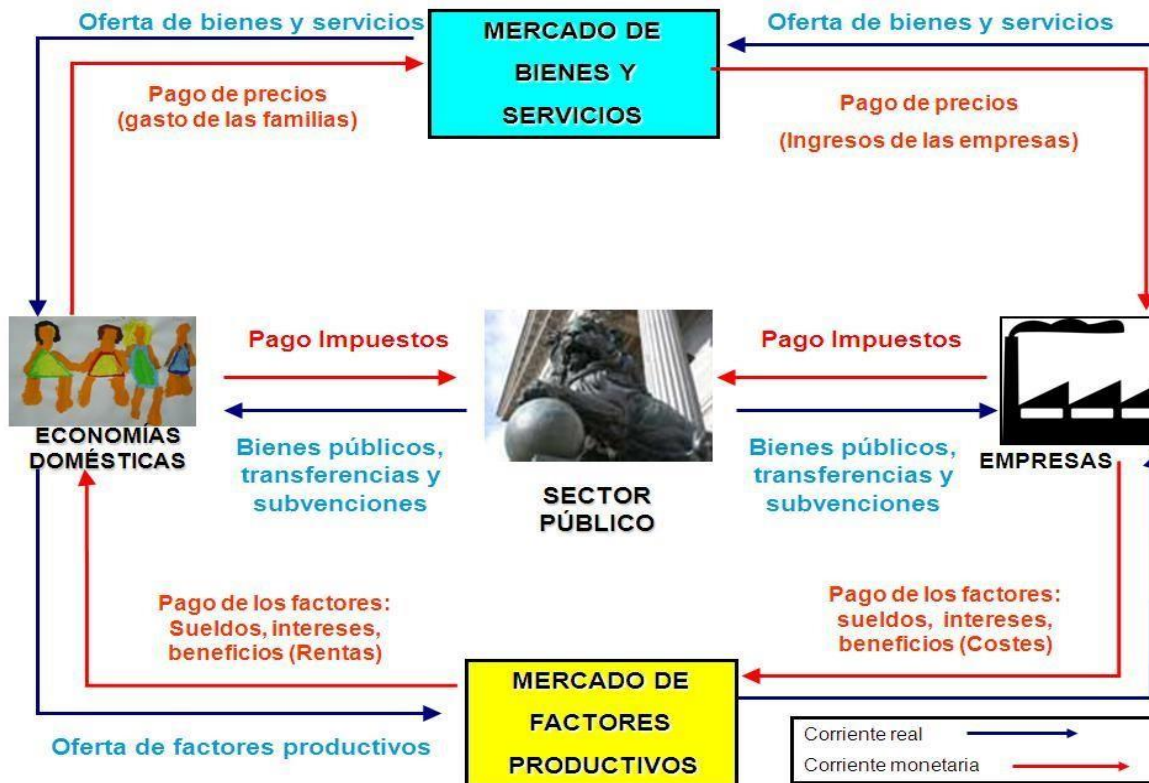 Oferta de bienes y servicios
MERCADO DE
BIENES Y
SERVICIOS
Oferta de bienes y servicios
Pago de precios
(gasto de las familias)
Pago de precios
(Ingresos de las empresas)
Pago Impuestos
Pago Impuestos
ECONOMÍAS
DOMÉSTICAS
Bienes públicos,
transferencias y
subvenciones
SECTOR
PÚBLICO
Bienes públicos,
transferencias y
subvenciones
EMPRESAS
Pago de los factores:
Sueldos, intereses,
beneficios (Rentas)
Pago de los factores:
sueldos, intereses,
beneficios (Costes)
MERCADO DE
FACTORES
PRODUCTIVOS
Oferta de factores productivos
Corriente real
Corriente monetaria